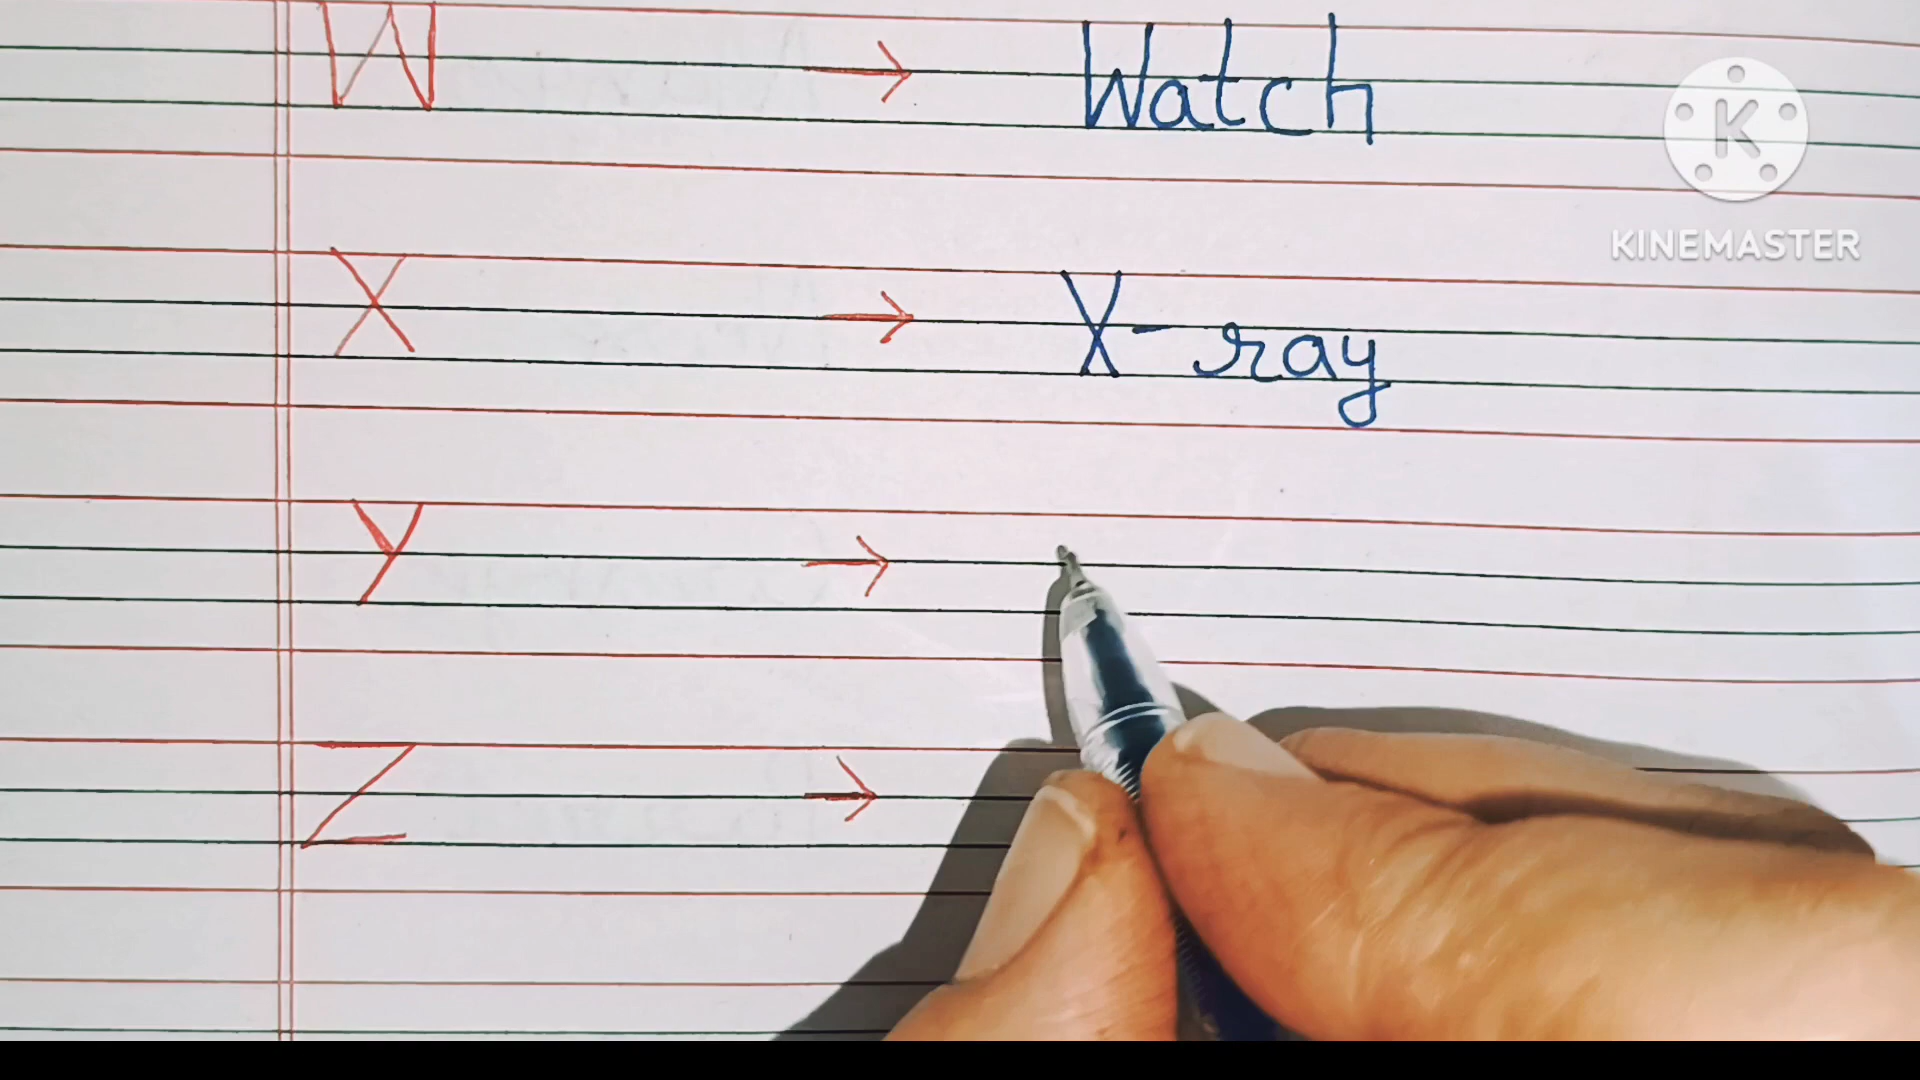 W → Watch
X → X-ray
Y →
Z →
K
KINEMASTER